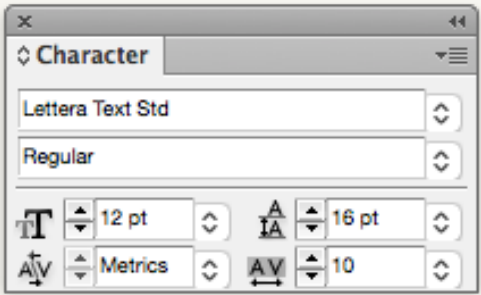 Character
Lettera Text Std
Regular
12 pt 16 pt
Metrics 10